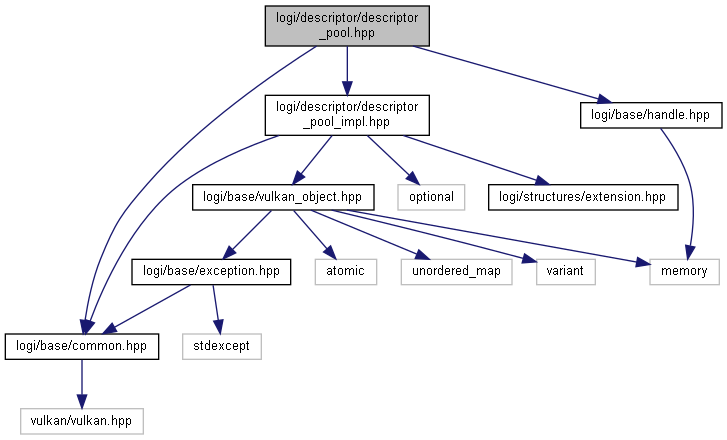 logi/descriptor/descriptor
_pool.hpp
logi/descriptor/descriptor
_pool_impl.hpp
logi/base/handle.hpp
logi/base/vulkan_object.hpp
optional
logi/structures/extension.hpp
logi/base/exception.hpp
atomic
unordered_map
variant
memory
logi/base/common.hpp
stdexcept
vulkan/vulkan.hpp